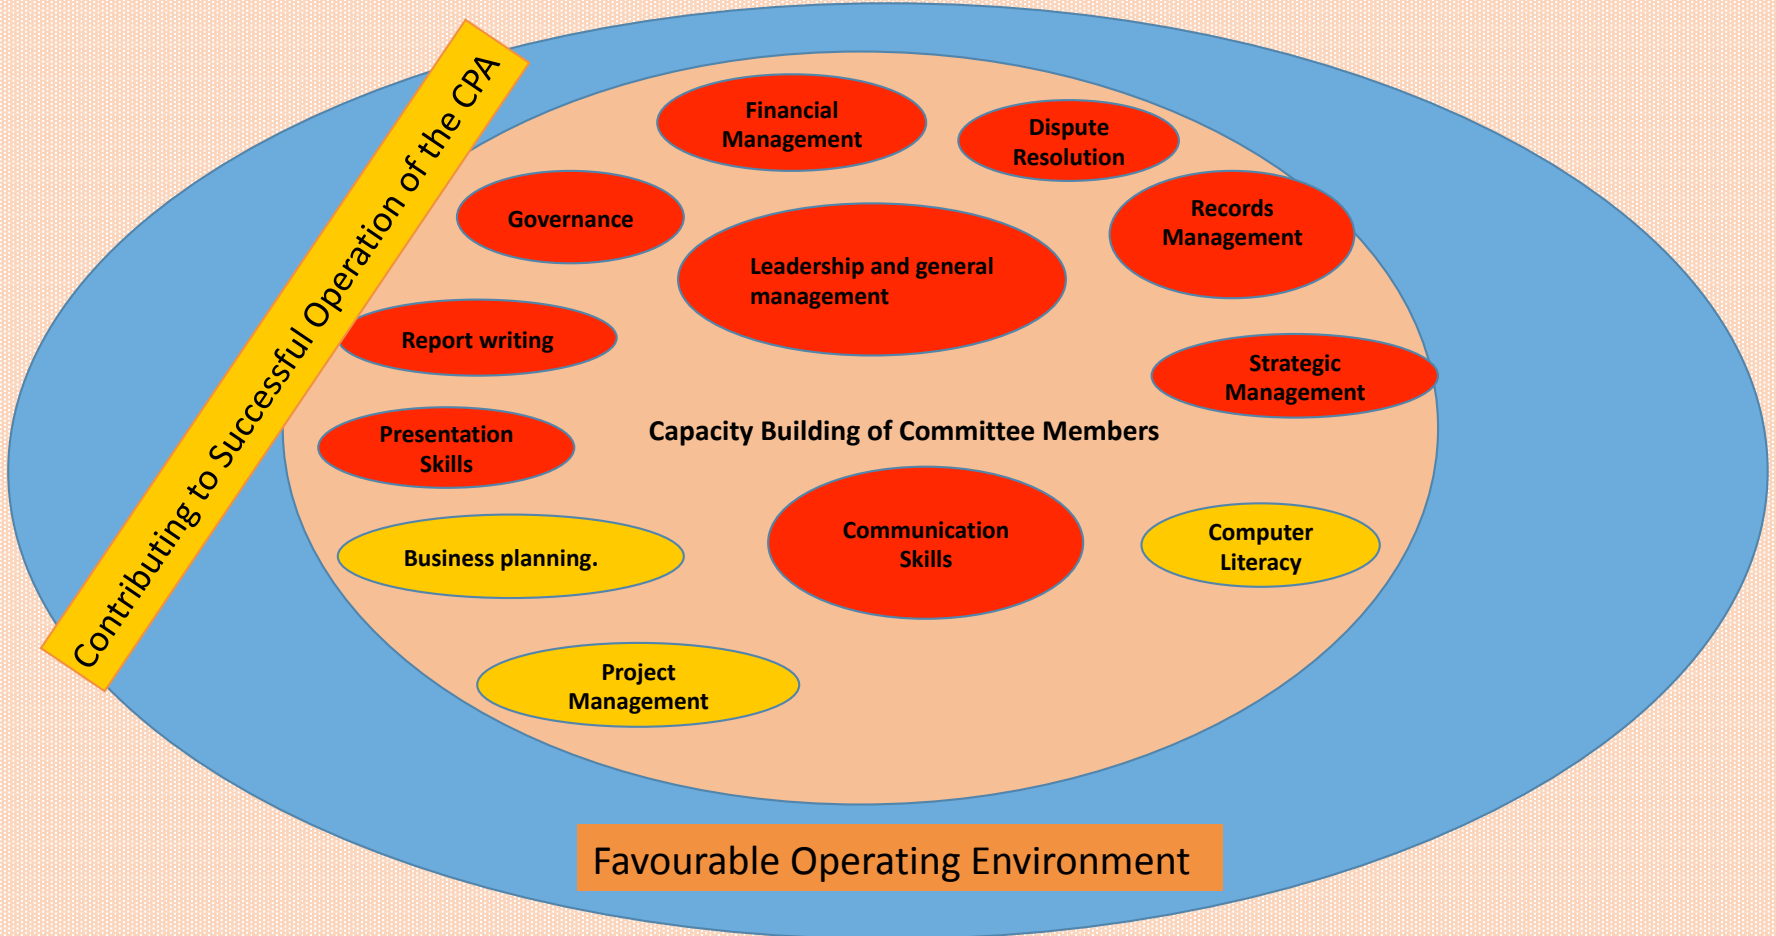 Contributing to Successful Operation of the CPA
Financial
Management
Dispute
Resolution
Governance
Records
Management
Leadership and general
management
Report writing
Strategic
Management
Presentation
Skills
Capacity Building of Committee Members
Business planning.
Communication
Skills
Computer
Literacy
Project
Management
Favourable Operating Environment